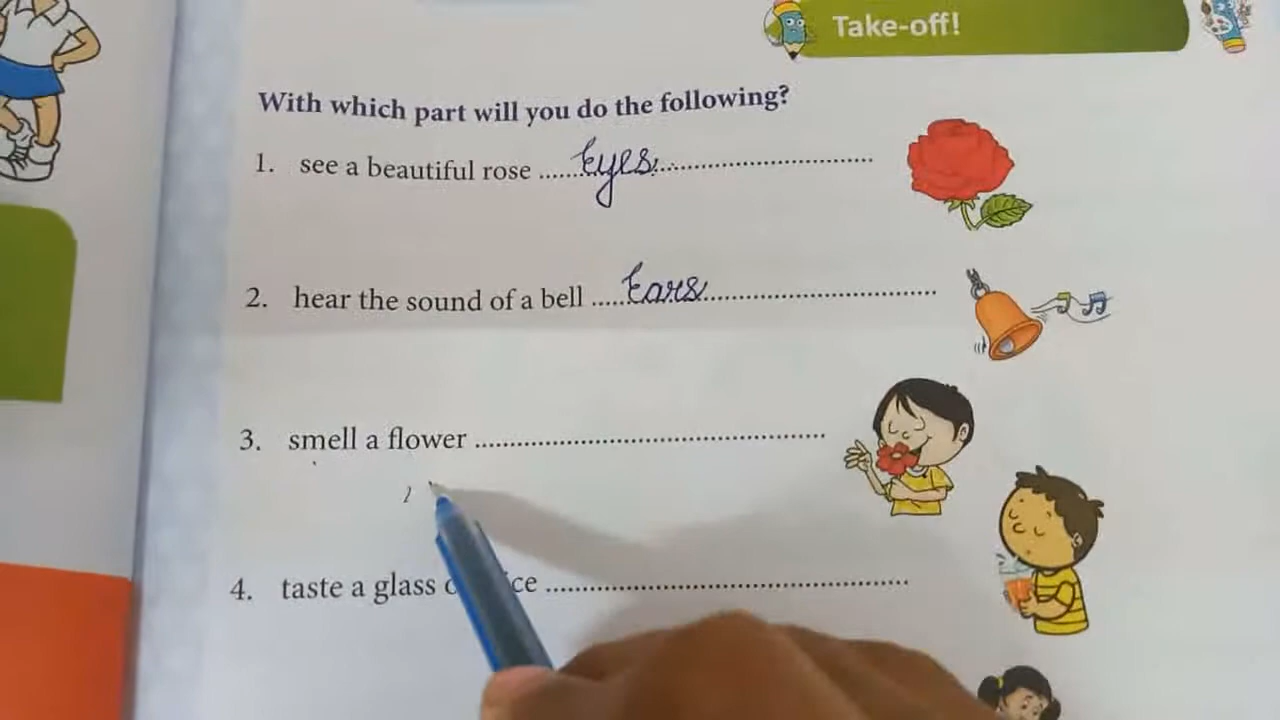 Take-off!
With which part will you do the following?
1. see a beautiful rose ......Eyes..............................
2. hear the sound of a bell .....Ears..............................
3. smell a flower ..........................................
4. taste a glass ..........................................